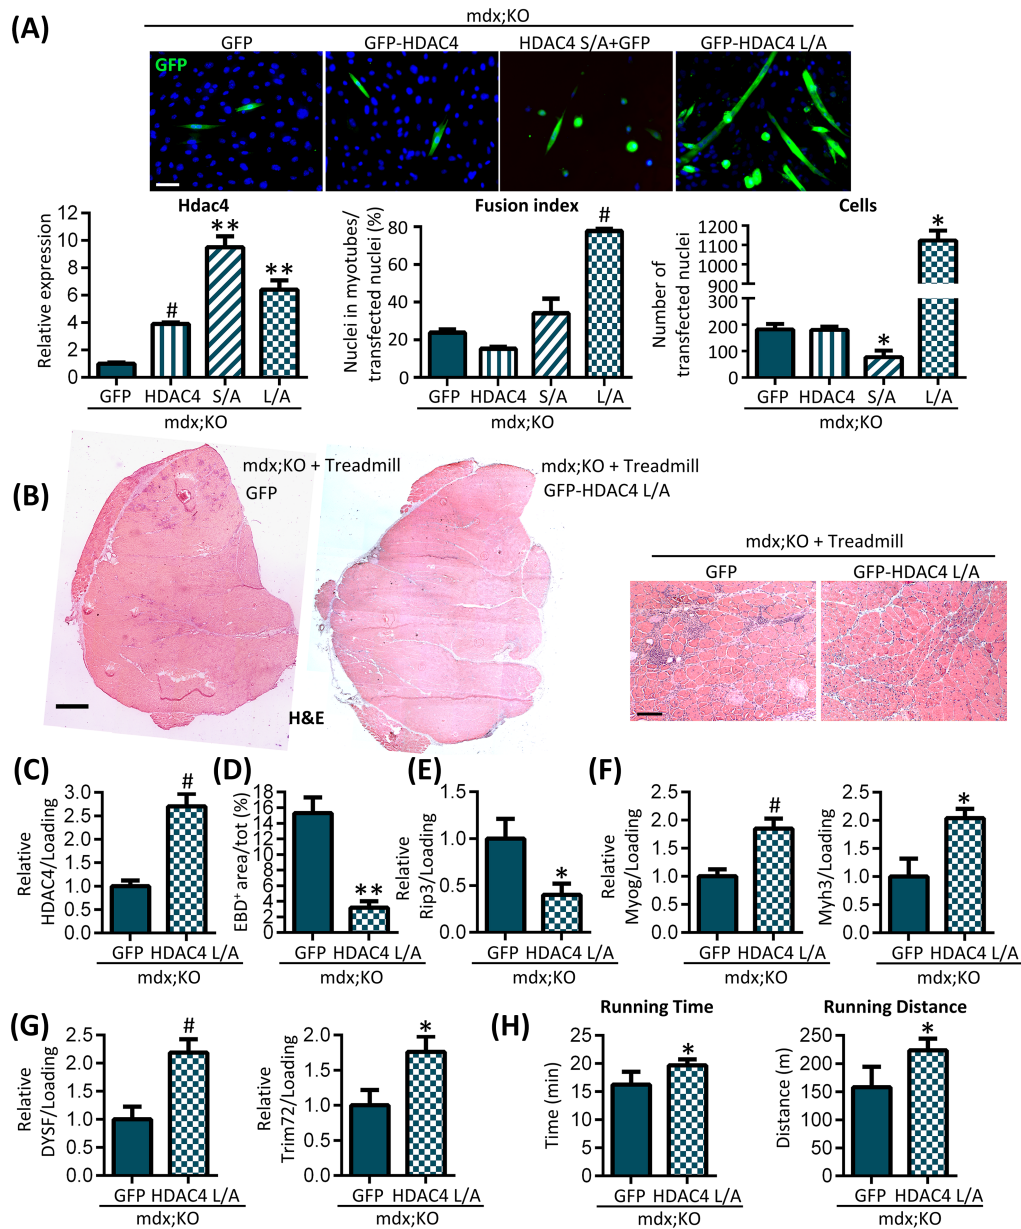 (A)
mdx;KO
GFP GFP-HDAC4 HDAC4 S/A+GFP GFP-HDAC4 L/A
GFP
Hdac4
Relative expression
12
10
8
6
4
2
0
#
**
**
GFP HDAC4 S/A L/A
mdx;KO
Fusion index
Nuclei in myotubes/
transfected nuclei (%)
80
60
40
20
0
#
GFP HDAC4 S/A L/A
mdx;KO
Cells
Number of
transfected nuclei
1200
1100
1000
900
300
200
100
0
*
*
GFP HDAC4 S/A L/A
mdx;KO
(B)
mdx;KO + Treadmill
GFP
mdx;KO + Treadmill
GFP-HDAC4 L/A
H&E
mdx;KO + Treadmill
GFP GFP-HDAC4 L/A
(C)
Relative
HDAC4/Loading
3.0
2.5
2.0
1.5
1.0
0.5
0.0
#
GFP HDAC4 L/A
mdx;KO
(D)
EBD+ area/tot (%)
18
16
14
12
10
8
6
4
2
0
**
GFP HDAC4 L/A
mdx;KO
(E)
Relative
Rip3/Loading
1.5
1.0
0.5
0.0
*
GFP HDAC4 L/A
mdx;KO
(F)
Relative
Myog/Loading
2.5
2.0
1.5
1.0
0.5
0.0
#
GFP HDAC4 L/A
mdx;KO
Myh3/Loading
2.5
2.0
1.5
1.0
0.5
0.0
*
GFP HDAC4 L/A
mdx;KO
(G)
Relative
DYSF/Loading
2.5
2.0
1.5
1.0
0.5
0.0
#
GFP HDAC4 L/A
mdx;KO
Relative
Trim72/Loading
2.0
1.5
1.0
0.5
0.0
*
GFP HDAC4 L/A
mdx;KO
(H)
Running Time
Time (min)
25
20
15
10
5
0
*
GFP HDAC4 L/A
mdx;KO
Running Distance
Distance (m)
250
200
150
100
50
0
*
GFP HDAC4 L/A
mdx;KO